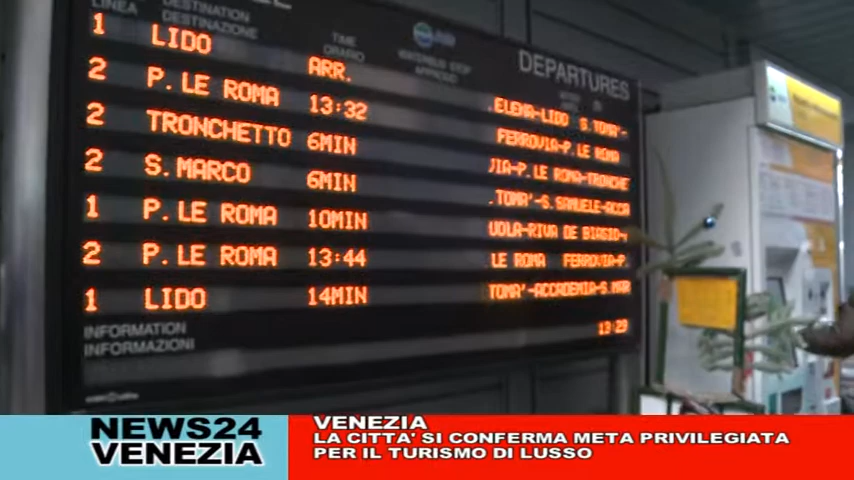 LINEA
DESTINATION
DESTINAZIONE
TIME
ORARIO
DEPARTURES
1 LIDO ARR. .ELENA-LIDO S.TOMA'-
2 P.LE ROMA 13:32 FERROVIA-P.LE ROMA
2 TRONCHETTO 6MIN JIA-P.LE ROMA-TRONCHE
2 S.MARCO 6MIN .TOMA'-S.SAMUELE-ACCA
1 P.LE ROMA 10MIN UOLA-RIVA DE BIASIO-
2 P.LE ROMA 13:44 LE ROMA FERROVIA-P.
1 LIDO 14MIN TOMA'-ACCADEMIA-S.MAR
INFORMATION
INFORMAZIONI
13:29
NEWS24
VENEZIA
VENEZIA
LA CITTA' SI CONFERMA META PRIVILEGIATA
PER IL TURISMO DI LUSSO